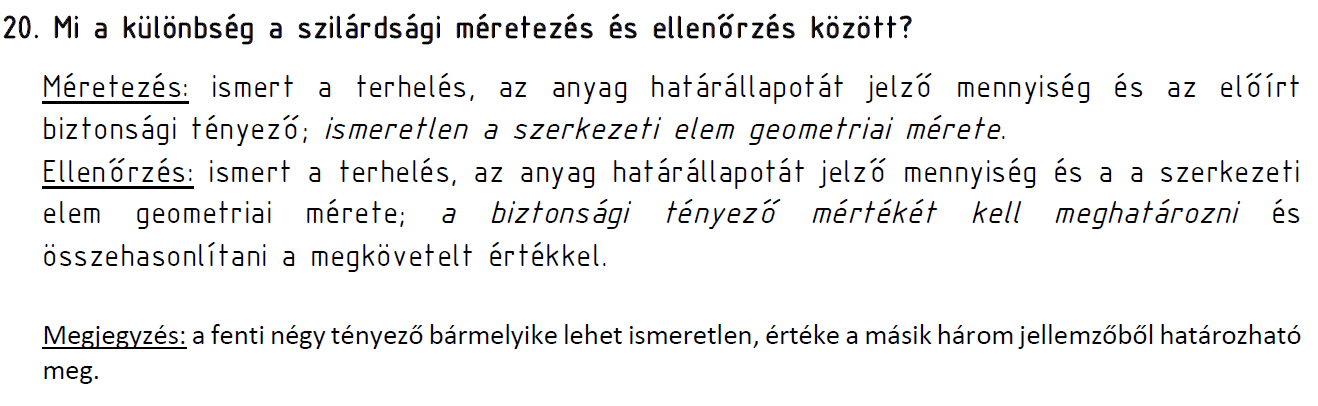 20. Mi a különbség a szilárdsági méretezés és ellenőrzés között?
Méretezés: ismert a terhelés, az anyag határállapotát jelző mennyiség és az előírt
biztonsági tényező; ismeretlen a szerkezeti elem geometriai mérete.
Ellenőrzés: ismert a terhelés, az anyag határállapotát jelző mennyiség és a a szerkezeti
elem geometriai mérete; a biztonsági tényező mértékét kell meghatározni és
összehasonlítani a megkövetelt értékkel.
Megjegyzés: a fenti négy tényező bármelyike lehet ismeretlen, értéke a másik három jellemzőből határozható
meg.